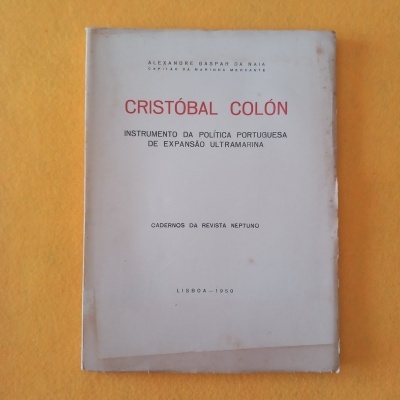 ALEXANDRE GASPAR DA NAIA
CAPITÃO DA MARINHA MERCANTE
CRISTÓBAL COLÓN
INSTRUMENTO DA POLÍTICA PORTUGUESA
DE EXPANSÃO ULTRAMARINA
CADERNOS DA REVISTA NEPTUNO
LISBOA — 1950